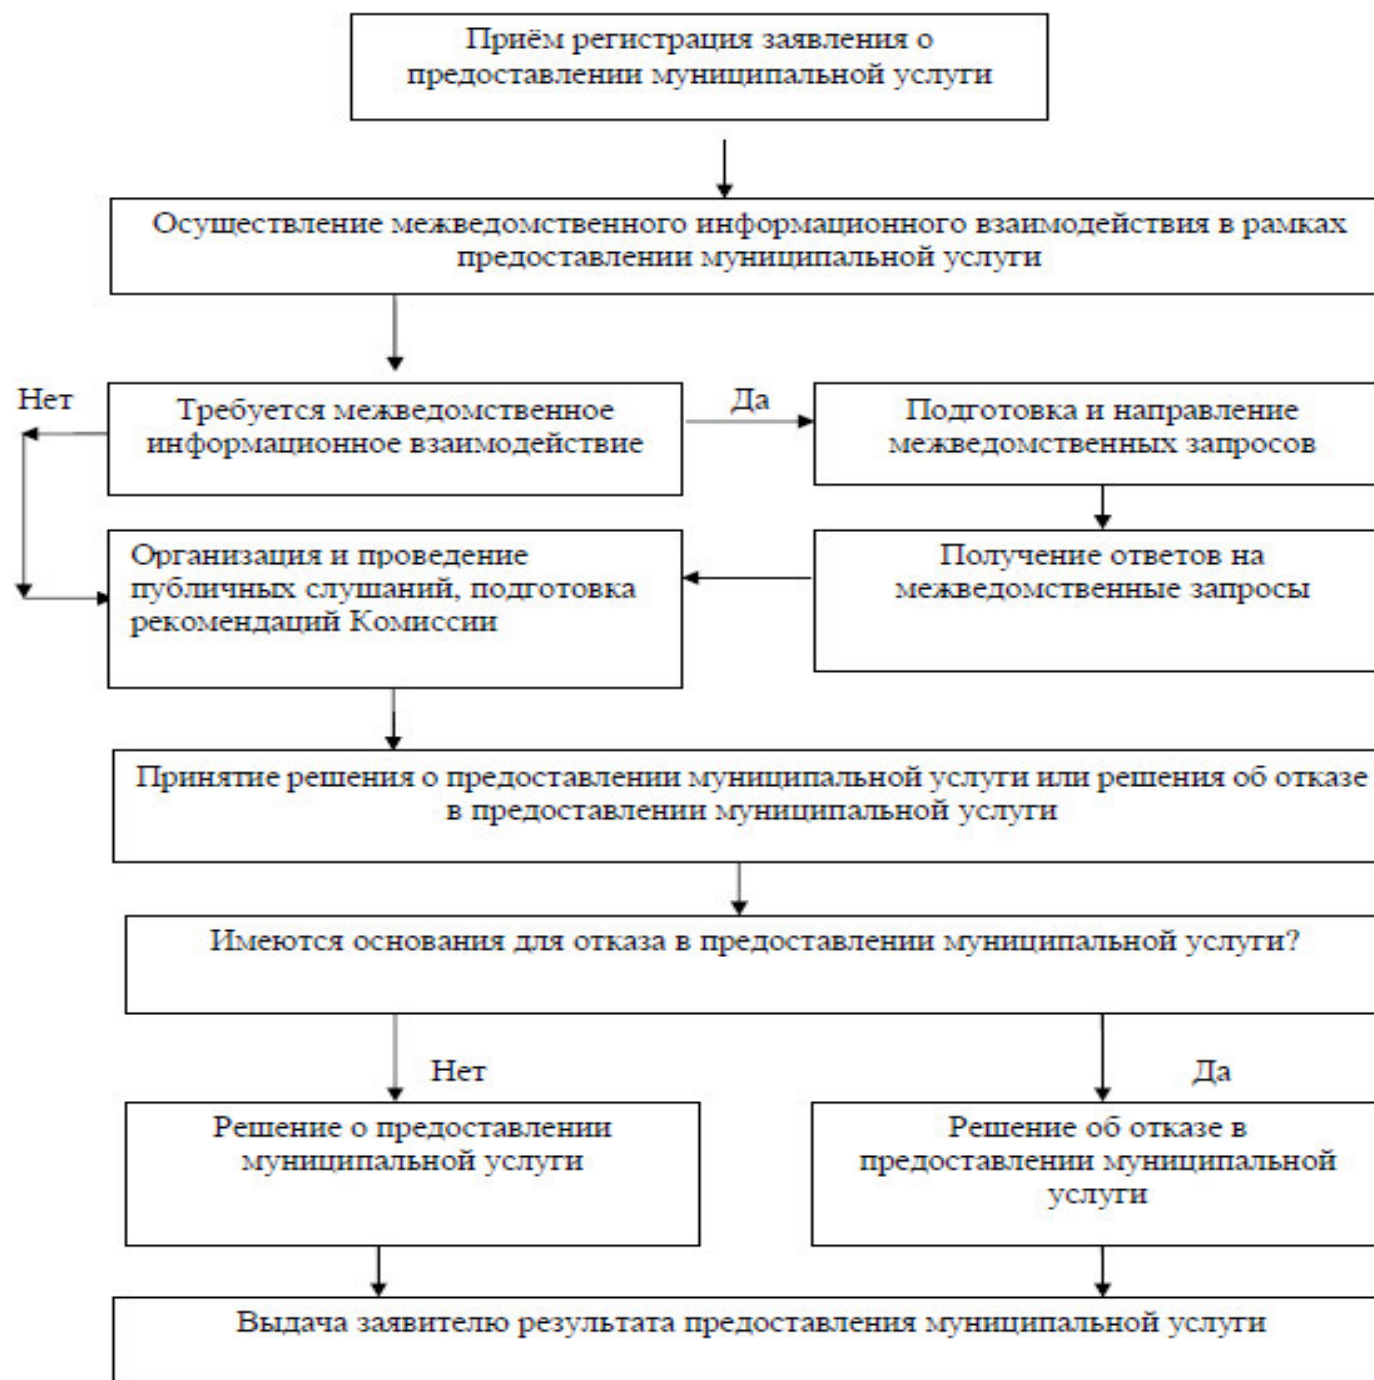 Приём регистрация заявления о
предоставлении муниципальной услуги
Осуществление межведомственного информационного взаимодействия в рамках
предоставлении муниципальной услуги
Нет
Требуется межведомственное
информационное взаимодействие
Да
Подготовка и направление
межведомственных запросов
Организация и проведение
публичных слушаний, подготовка
рекомендаций Комиссии
Получение ответов на
межведомственные запросы
Принятие решения о предоставлении муниципальной услуги или решения об отказе
в предоставлении муниципальной услуги
Имеются основания для отказа в предоставлении муниципальной услуги?
Нет
Да
Решение о предоставлении
муниципальной услуги
Решение об отказе в
предоставлении муниципальной
услуги
Выдача заявителю результата предоставления муниципальной услуги